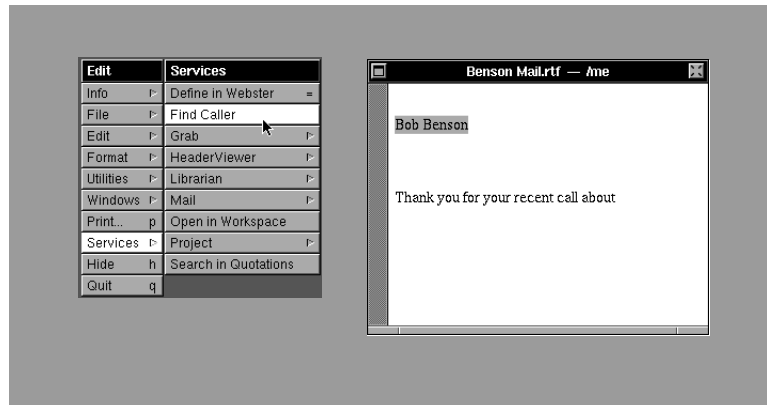 Edit
Info
File
Edit
Format
Utilities
Windows
Print... p
Services
Hide h
Quit q
Services
Define in Webster =
Find Caller
Grab
HeaderViewer
Librarian
Mail
Open in Workspace
Project
Search in Quotations
Benson Mail.rtf — /me
Bob Benson
Thank you for your recent call about